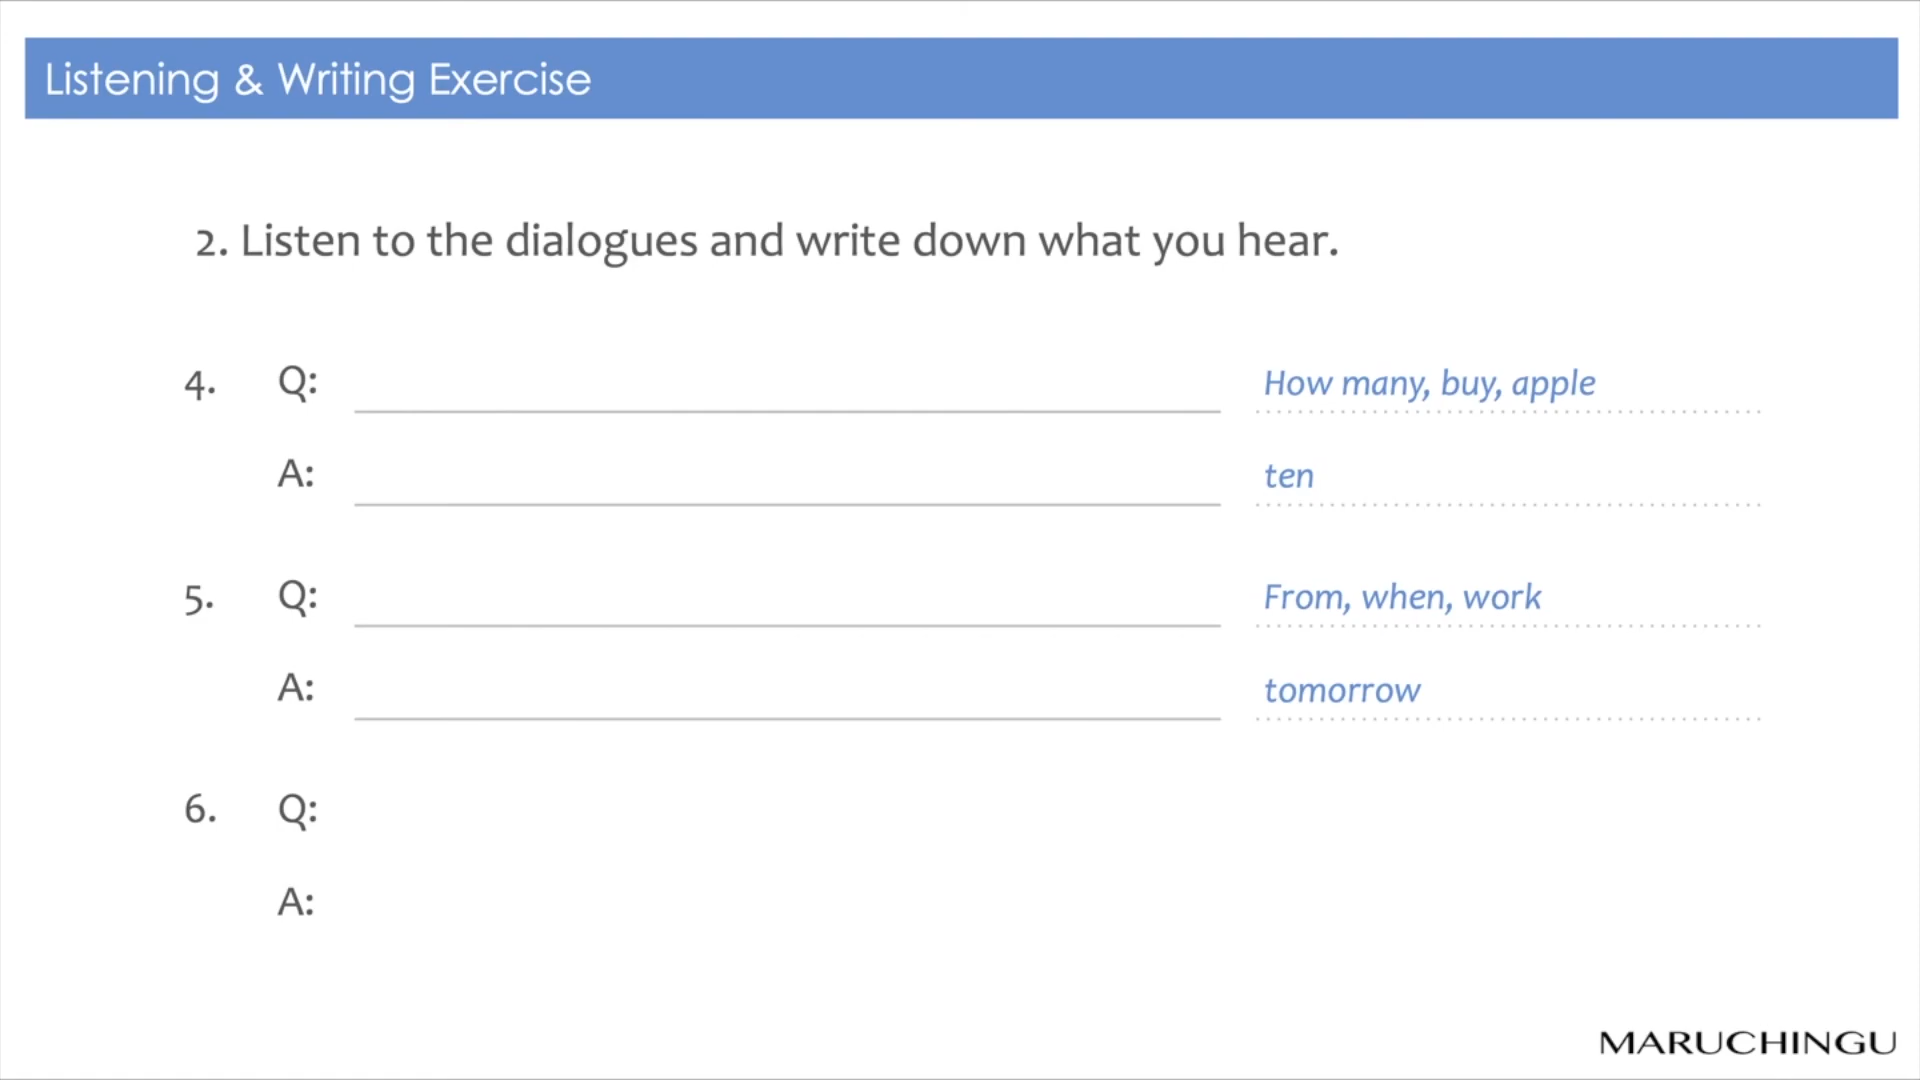 Listening & Writing Exercise
2. Listen to the dialogues and write down what you hear.
4. Q: How many, buy, apple
A: ten
5. Q: From, when, work
A: tomorrow
6. Q:
A:
MARUCHINGU